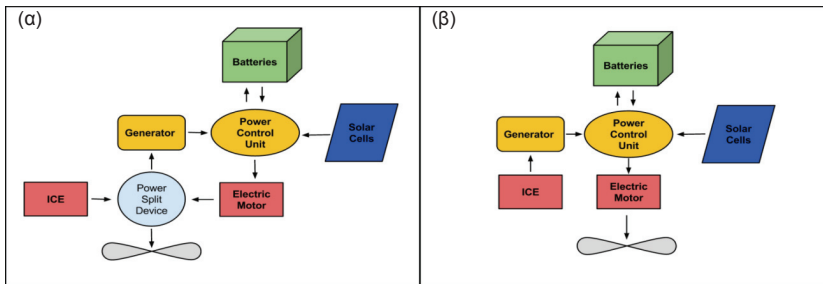 (α)
Batteries
Generator
Power
Control
Unit
Solar
Cells
ICE
Power
Split
Device
Electric
Motor
(β)
Batteries
Generator
Power
Control
Unit
Solar
Cells
ICE
Electric
Motor